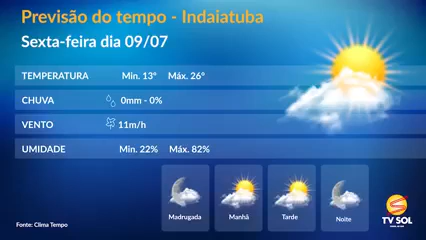 Previsão do tempo - Indaiatuba
Sexta-feira dia 09/07
TEMPERATURA Min. 13° Máx. 26°
CHUVA 0mm - 0%
VENTO 11m/h
UMIDADE Min. 22% Máx. 82%
Madrugada Manhã Tarde Noite
Fonte: Clima Tempo
TV SOL